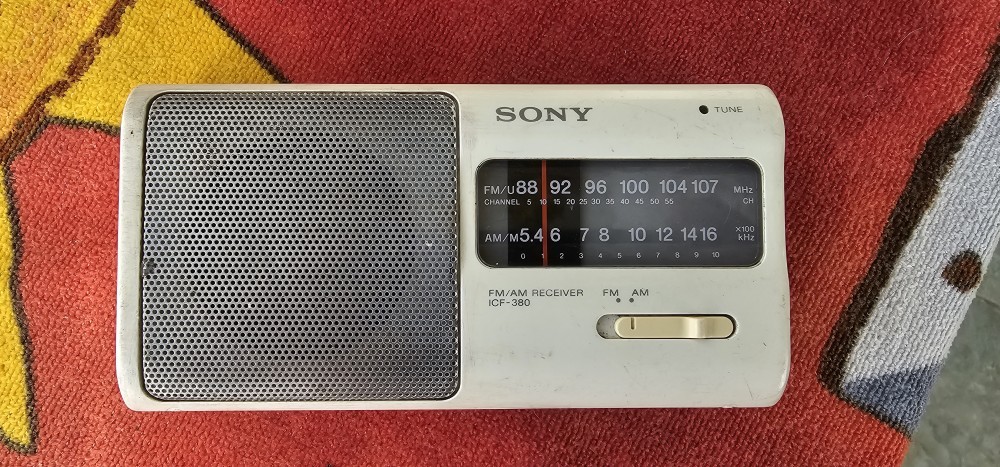 SONY
TUNE
FM/U 88 92 96 100 104 107 MHz
CHANNEL 5 10 15 20 25 30 35 40 45 50 55 CH
AM/M 5.4 6 7 8 10 12 14 16 ×100 kHz
0 1 2 3 4 5 6 7 8 9 10
FM/AM RECEIVER
ICF-380
FM AM